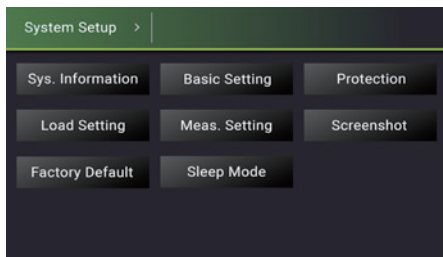 System Setup >
Sys. Information
Basic Setting
Protection
Load Setting
Meas. Setting
Screenshot
Factory Default
Sleep Mode